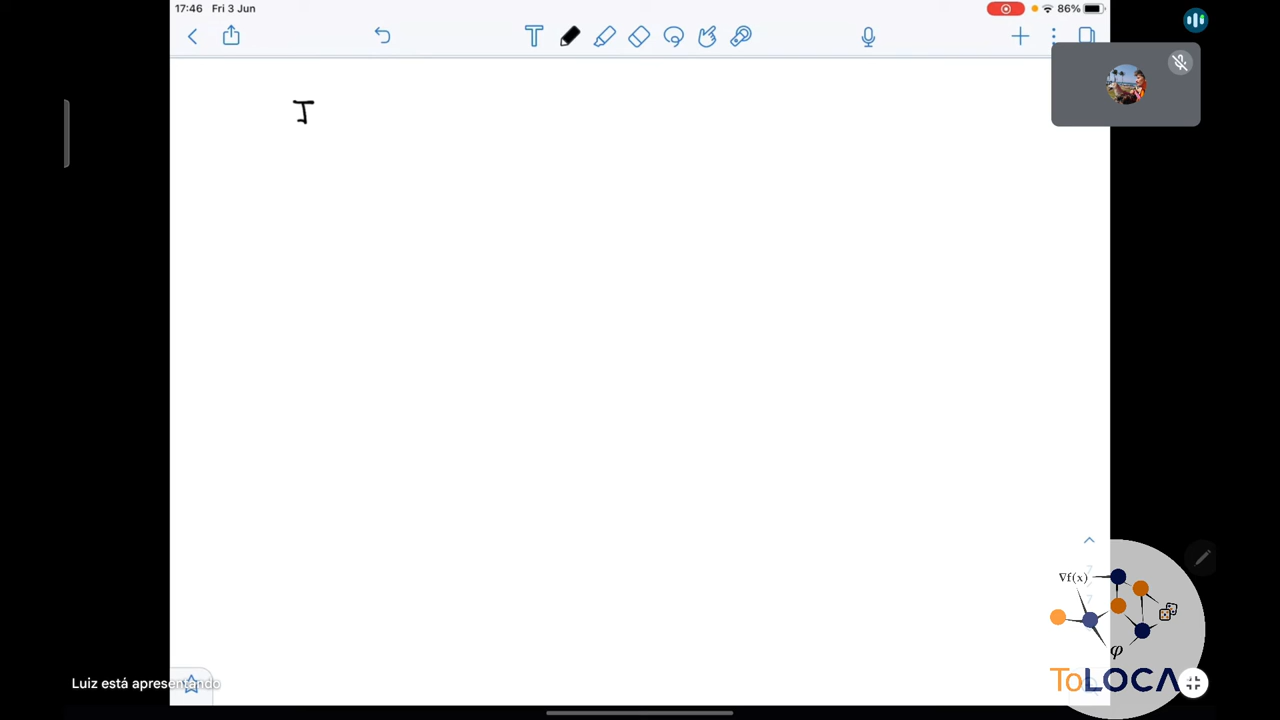 17:46 Fri 3 Jun
86%
T
I
∇f(x)
φ
ToLOCA
Luiz está apresentando